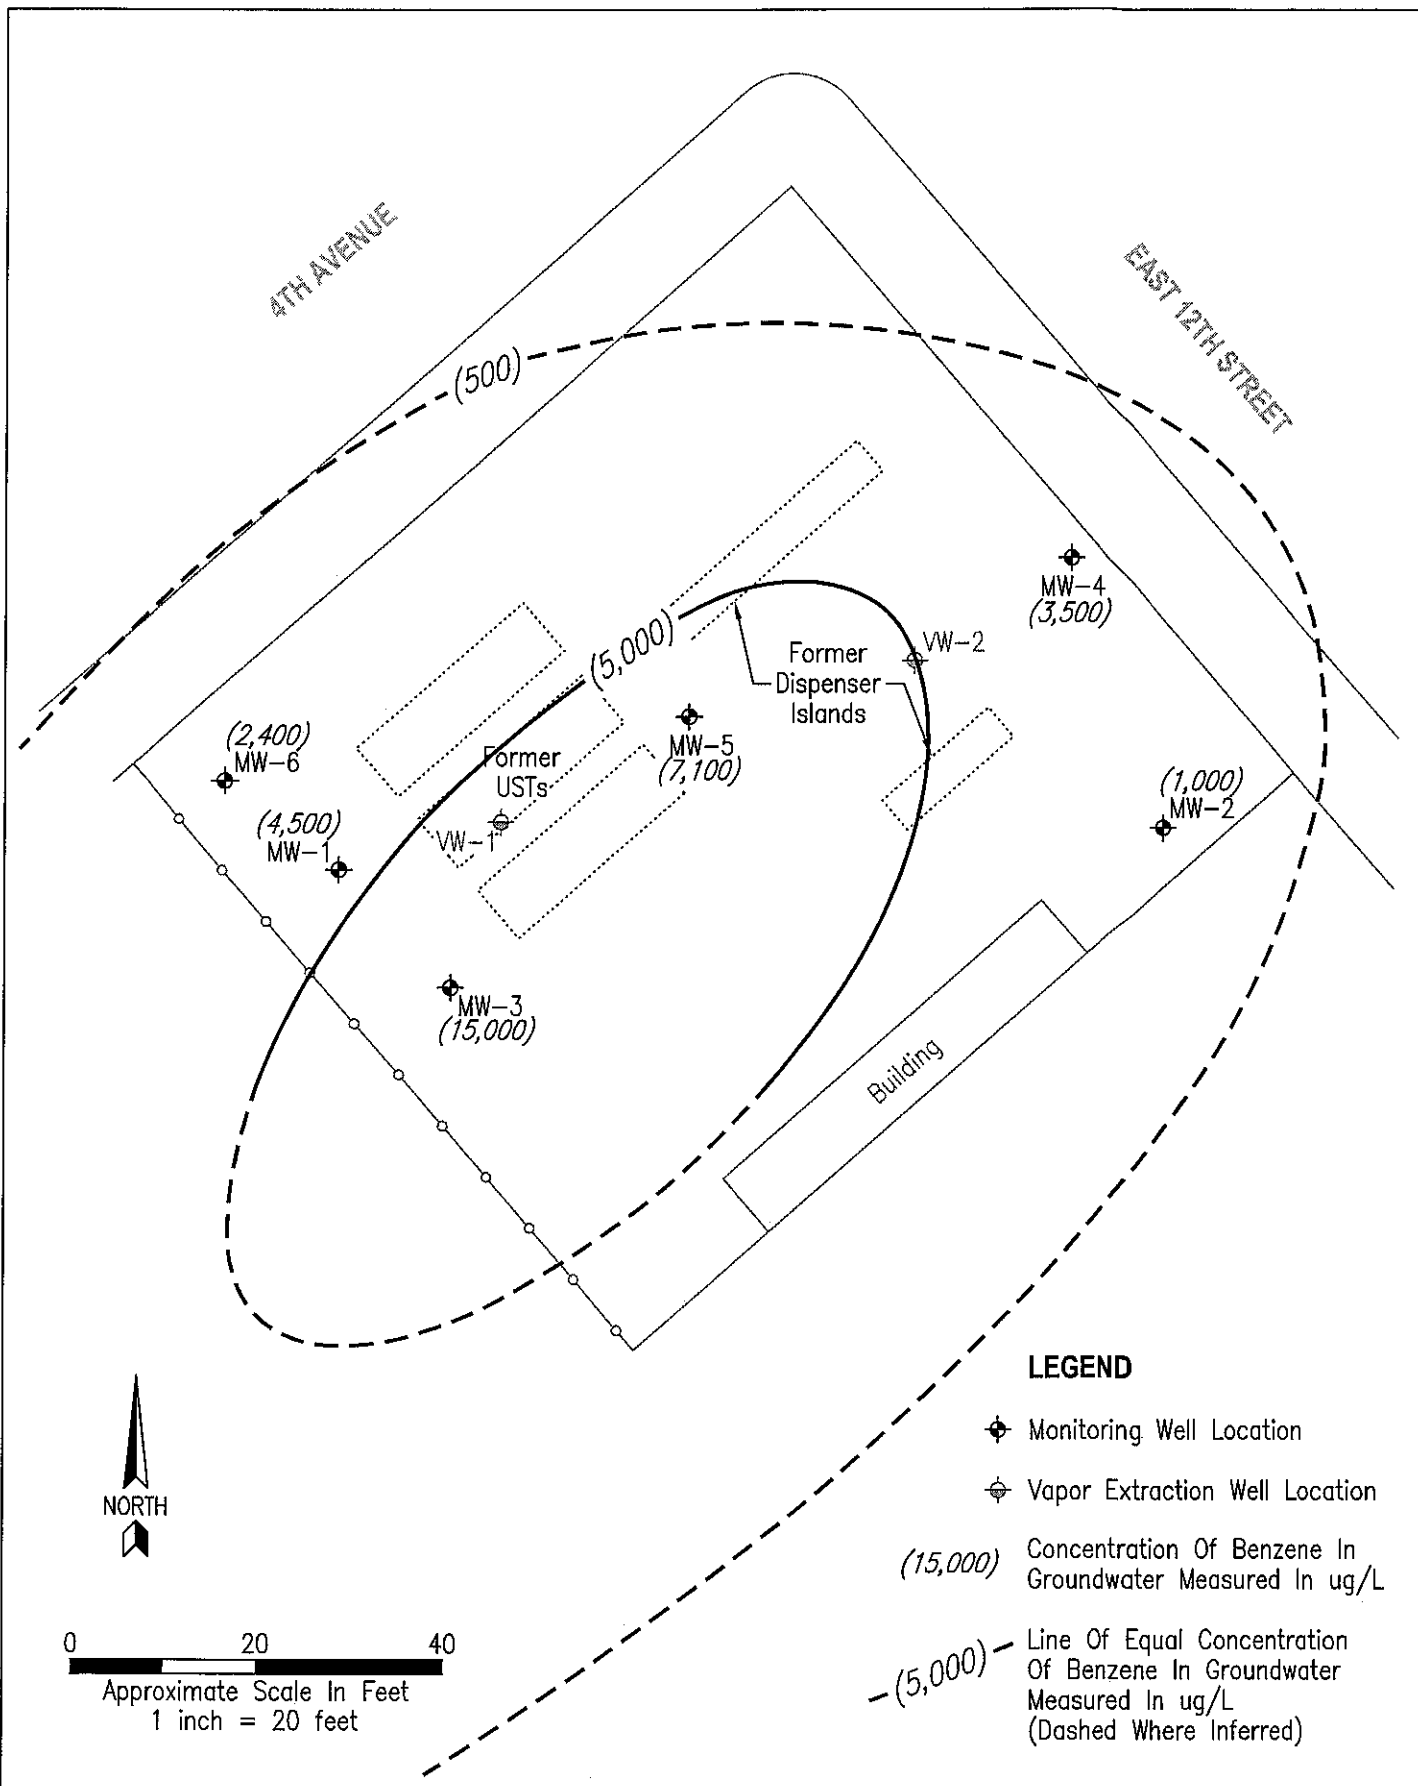 4TH AVENUE
EAST 12TH STREET
(500)
MW-4
(3,500)
(5,000)
VW-2
Former
Dispenser
Islands
(2,400)
MW-6
Former
USTs
MW-5
(7,100)
(1,000)
MW-2
(4,500)
MW-1
VW-1
MW-3
(15,000)
Building
LEGEND
Monitoring Well Location
Vapor Extraction Well Location
(15,000) Concentration Of Benzene In
Groundwater Measured In ug/L
(5,000) Line Of Equal Concentration
Of Benzene In Groundwater
Measured In ug/L
(Dashed Where Inferred)
NORTH
0 20 40
Approximate Scale In Feet
1 inch = 20 feet